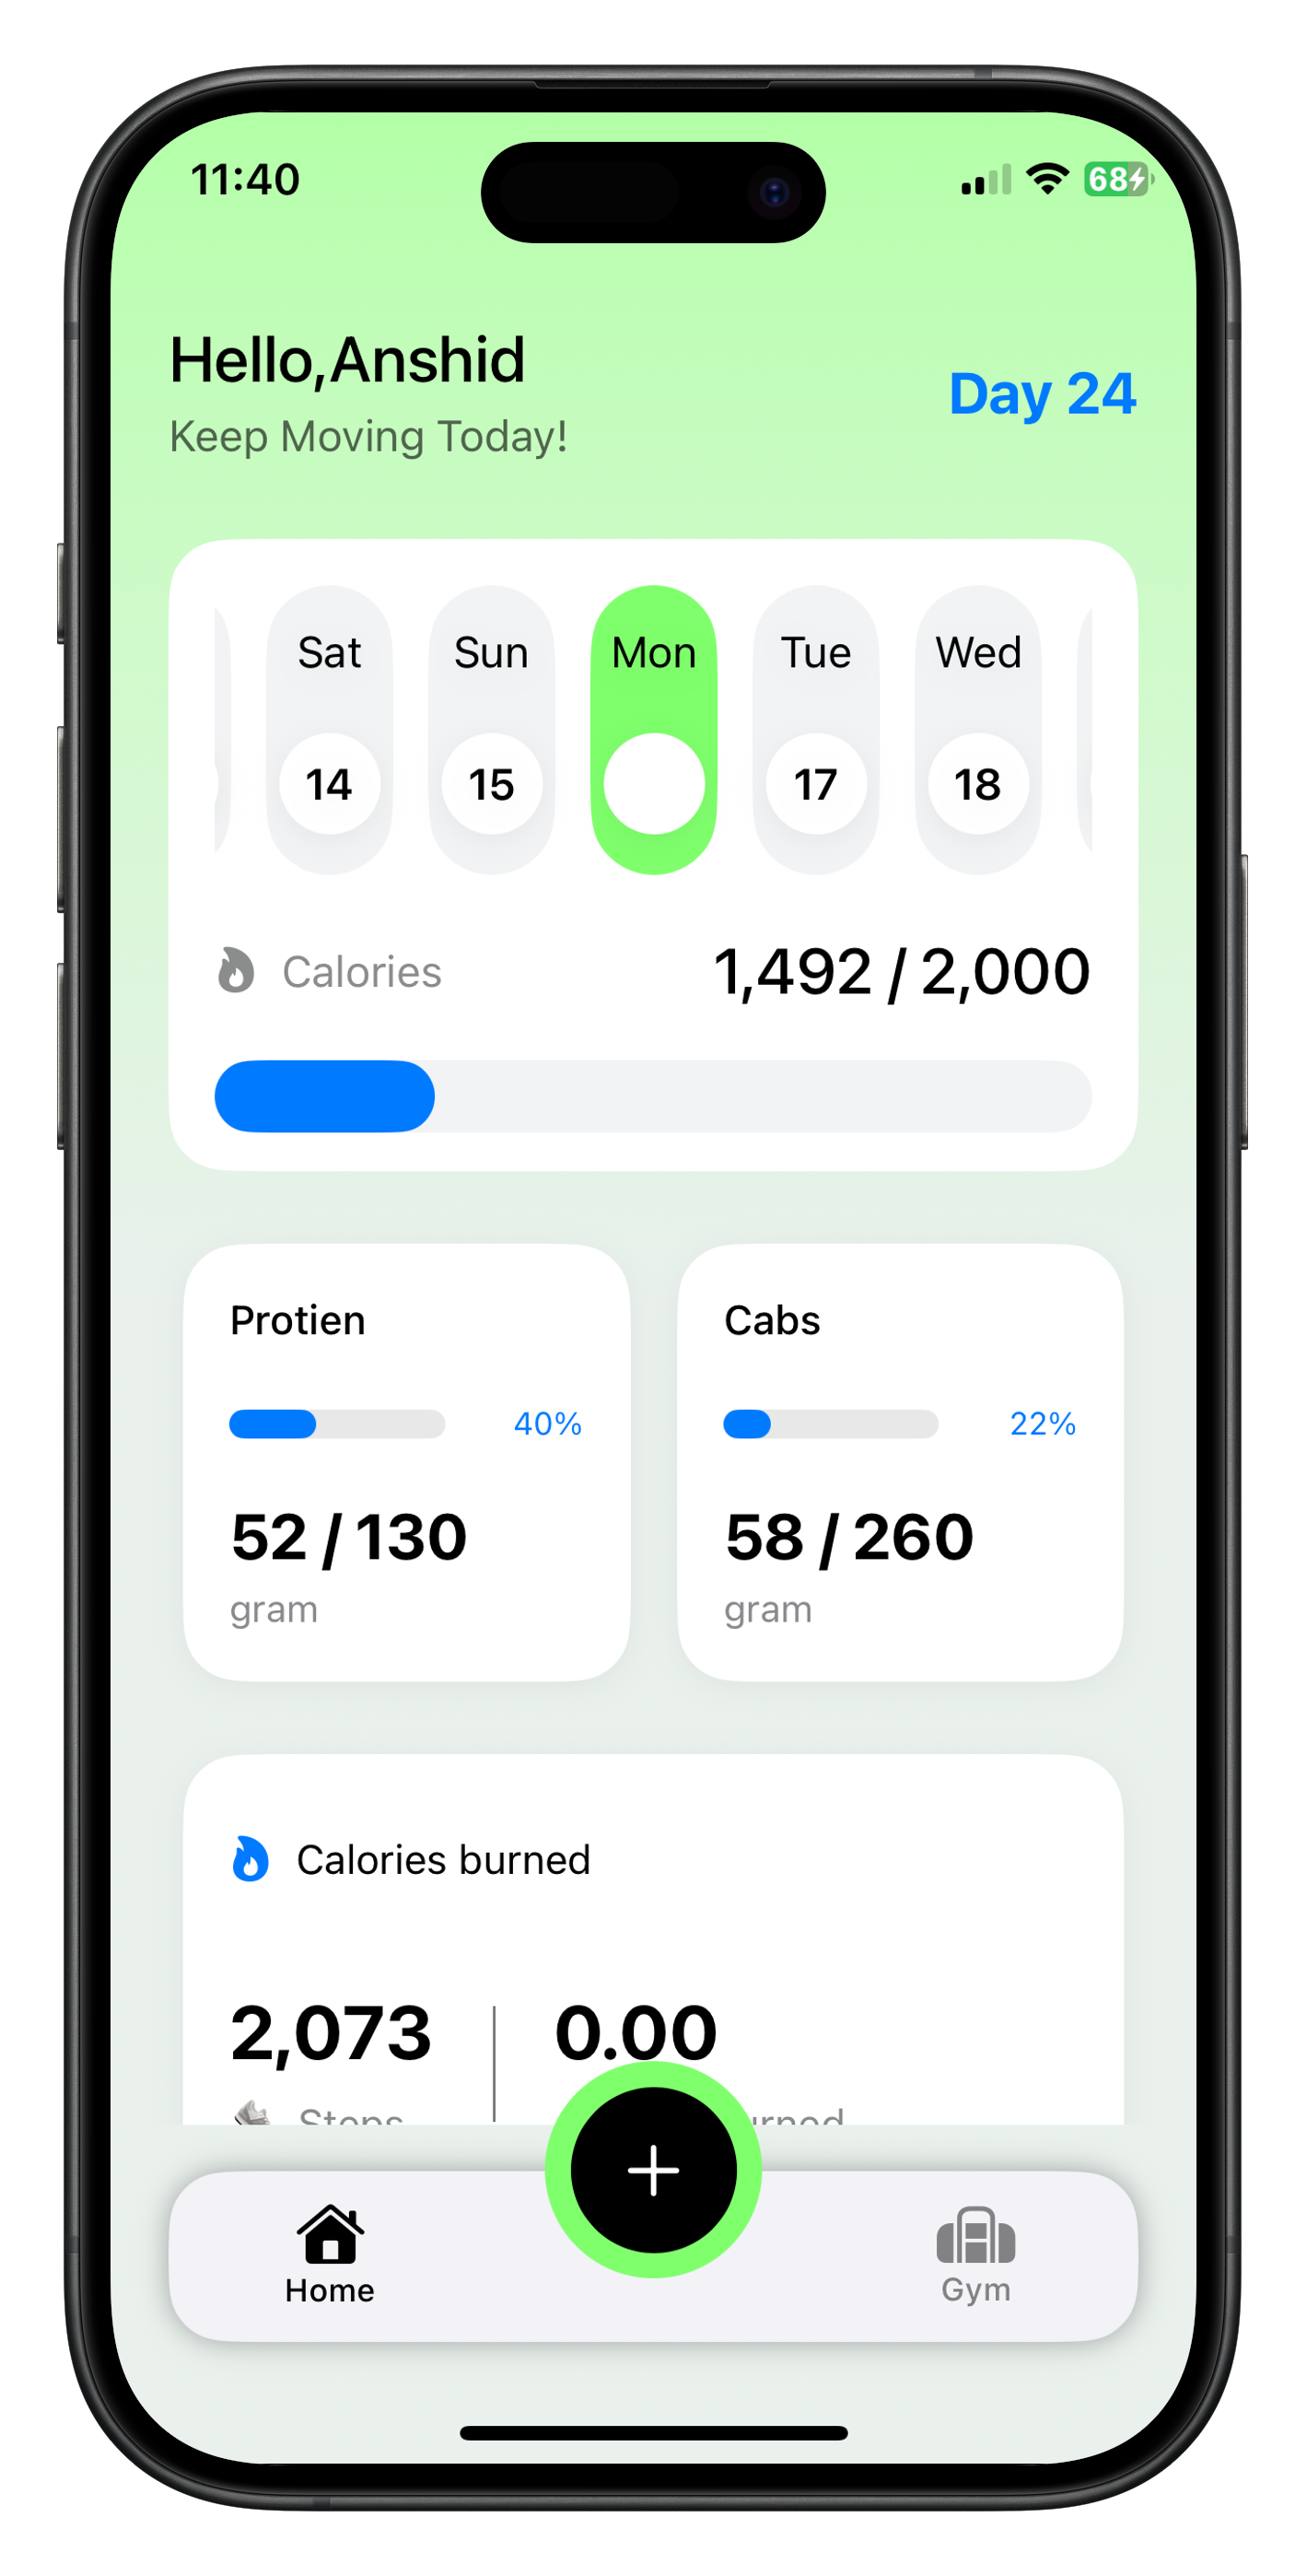 11:40 68
Hello,Anshid
Keep Moving Today!
Day 24
Sat Sun Mon Tue Wed
14 15 17 18
Calories 1,492 / 2,000
Protien Cabs
40% 22%
52 / 130 58 / 260
gram gram
Calories burned
2,073 0.00
Steps
Home Gym